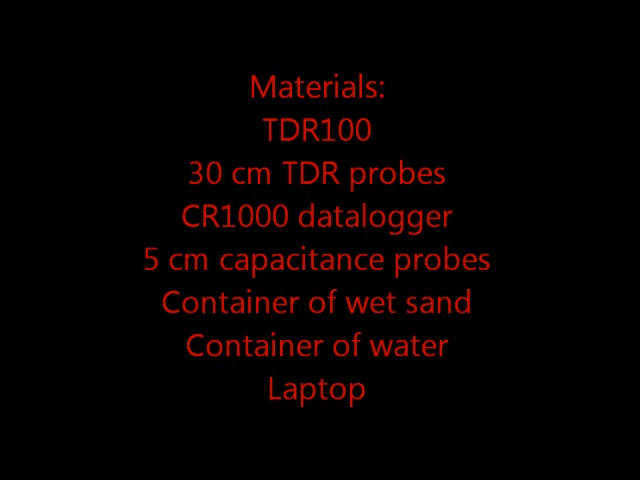 Materials:
TDR100
30 cm TDR probes
CR1000 datalogger
5 cm capacitance probes
Container of wet sand
Container of water
Laptop